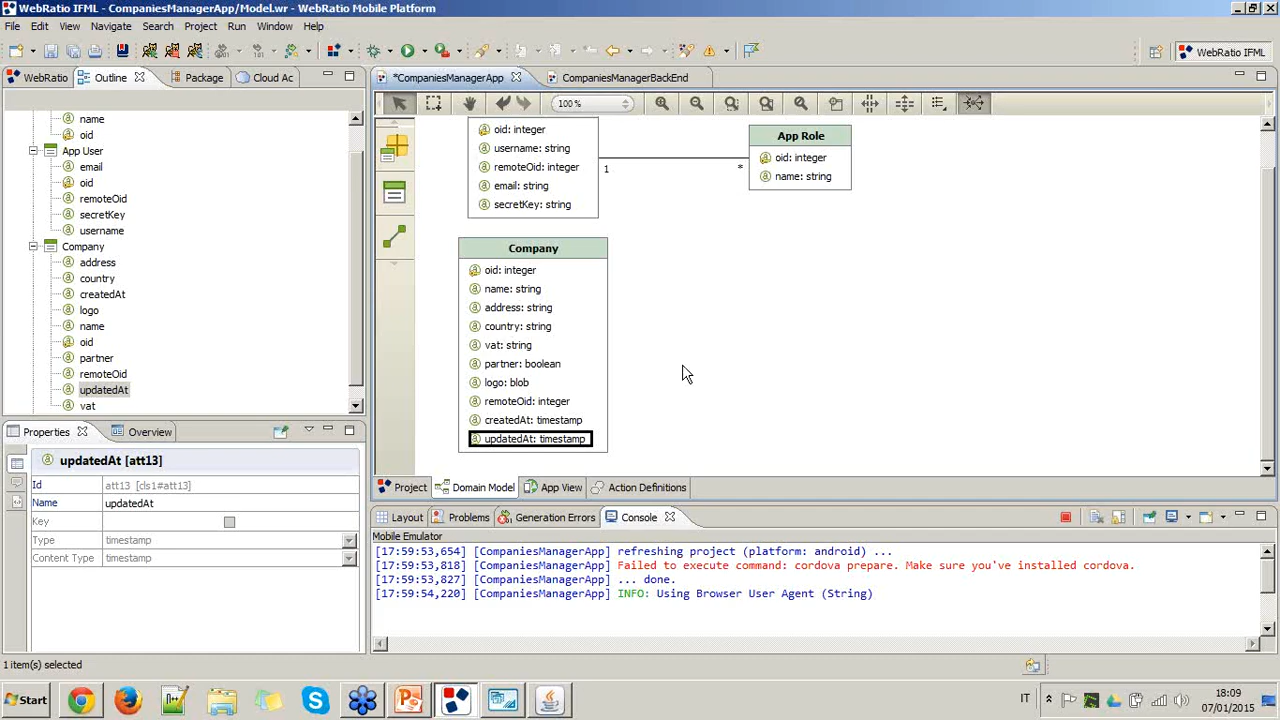 WebRatio IFML - CompaniesManagerApp/Model.wr - WebRatio Mobile Platform
File Edit View Navigate Search Project Run Window Help
WebRatio IFML
WebRatio Outline Package Cloud Ac
*CompaniesManagerApp CompaniesManagerBackEnd
100%
name
oid
App User
email
oid
remoteOid
secretKey
username
Company
address
country
createdAt
logo
name
oid
partner
remoteOid
updatedAt
vat
oid: integer
username: string
remoteOid: integer
email: string
secretKey: string
1
*
App Role
oid: integer
name: string
Company
oid: integer
name: string
address: string
country: string
vat: string
partner: boolean
logo: blob
remoteOid: integer
createdAt: timestamp
updatedAt: timestamp
Project Domain Model App View Action Definitions
Properties Overview
updatedAt [att13]
Id att13 [cls1#att13]
Name updatedAt
Key
Type timestamp
Content Type timestamp
Layout Problems Generation Errors Console
Mobile Emulator
[17:59:53,654] [CompaniesManagerApp] refreshing project (platform: android) ...
[17:59:53,818] [CompaniesManagerApp] Failed to execute command: cordova prepare. Make sure you've installed cordova.
[17:59:53,827] [CompaniesManagerApp] ... done.
[17:59:54,220] [CompaniesManagerApp] INFO: Using Browser User Agent (String)
1 item(s) selected
Start
IT
18:09
07/01/2015